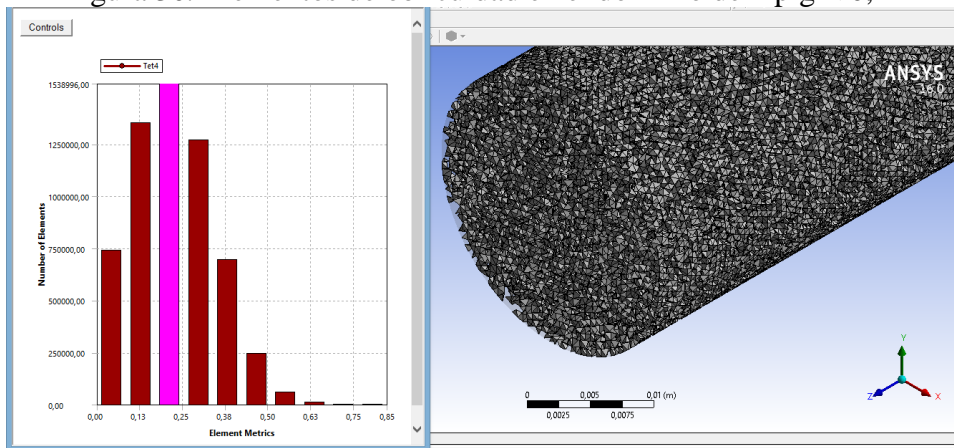 Controls
Tet4
1538996,00
1250000,00
1000000,00
750000,00
500000,00
250000,00
0,00
Number of Elements
0,00 0,13 0,25 0,38 0,50 0,63 0,75 0,85
Element Metrics
ANSYS
16.0
0 0,005 0,01 (m)
0,0025 0,0075
Y
Z X